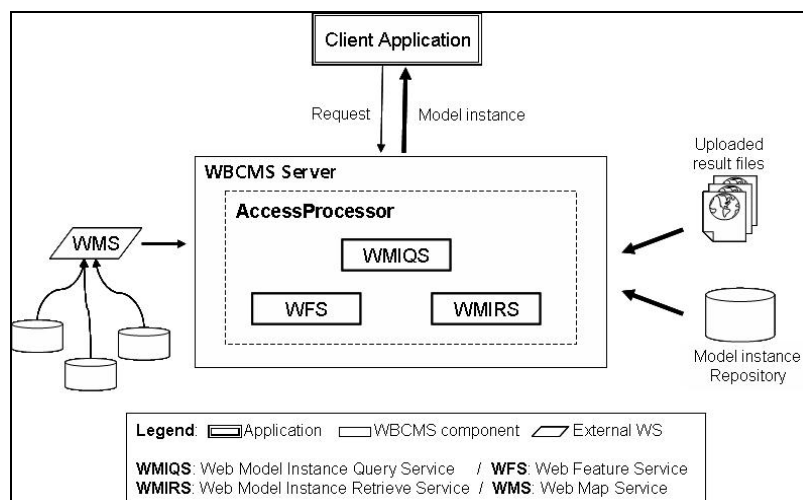 Client Application
Request
Model instance
Uploaded
result files
WBCMS Server
AccessProcessor
WMS
WMIQS
WFS
WMIRS
Model instance
Repository
Legend: Application WBCMS component External WS
WMIQS: Web Model Instance Query Service / WFS: Web Feature Service
WMIRS: Web Model Instance Retrieve Service / WMS: Web Map Service